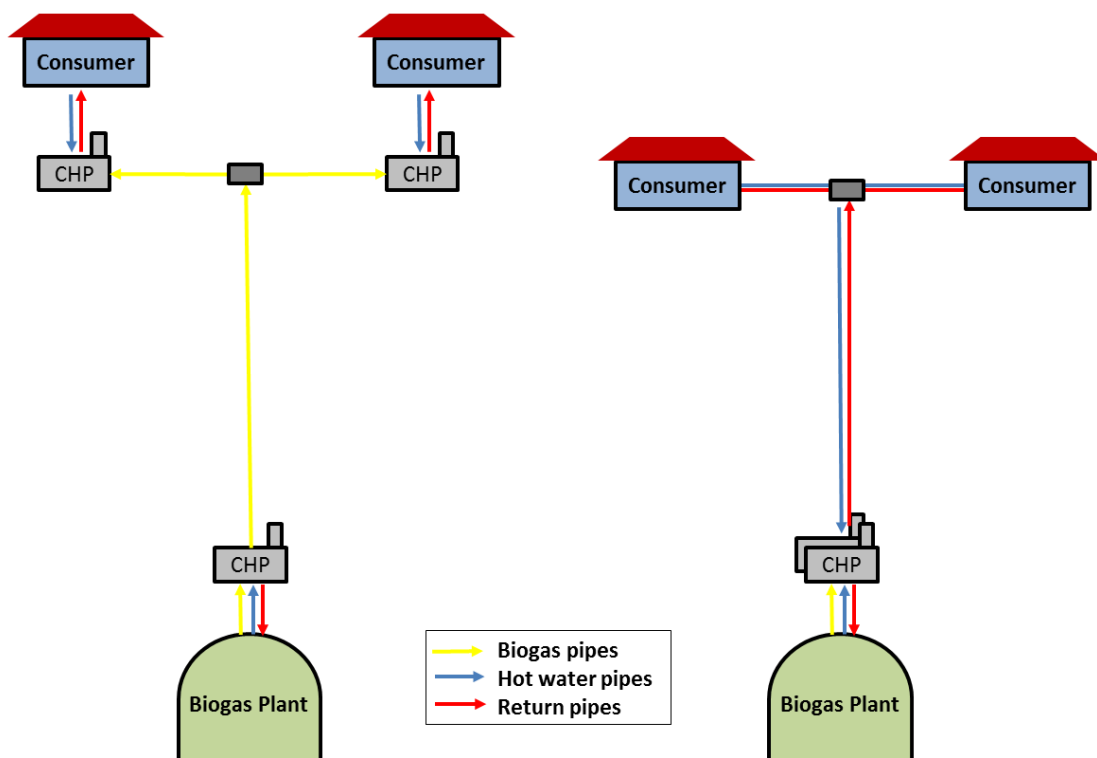 Consumer
Consumer
CHP
CHP
Consumer
Consumer
CHP
CHP
Biogas pipes
Hot water pipes
Return pipes
Biogas Plant
Biogas Plant